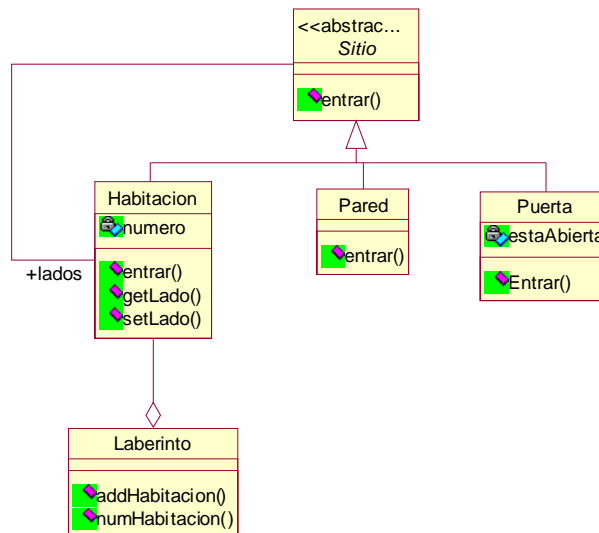 <<abstrac...
Sitio
entrar()
Habitacion
numero
entrar()
getLado()
setLado()
+lados
Pared
entrar()
Puerta
estaAbierta
Entrar()
Laberinto
addHabitacion()
numHabitacion()